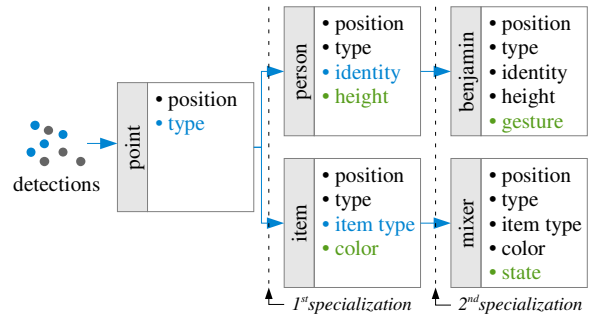 detections
point
• position
• type
person
• position
• type
• identity
• height
benjamin
• position
• type
• identity
• height
• gesture
item
• position
• type
• item type
• color
mixer
• position
• type
• item type
• color
• state
1st specialization
2nd specialization